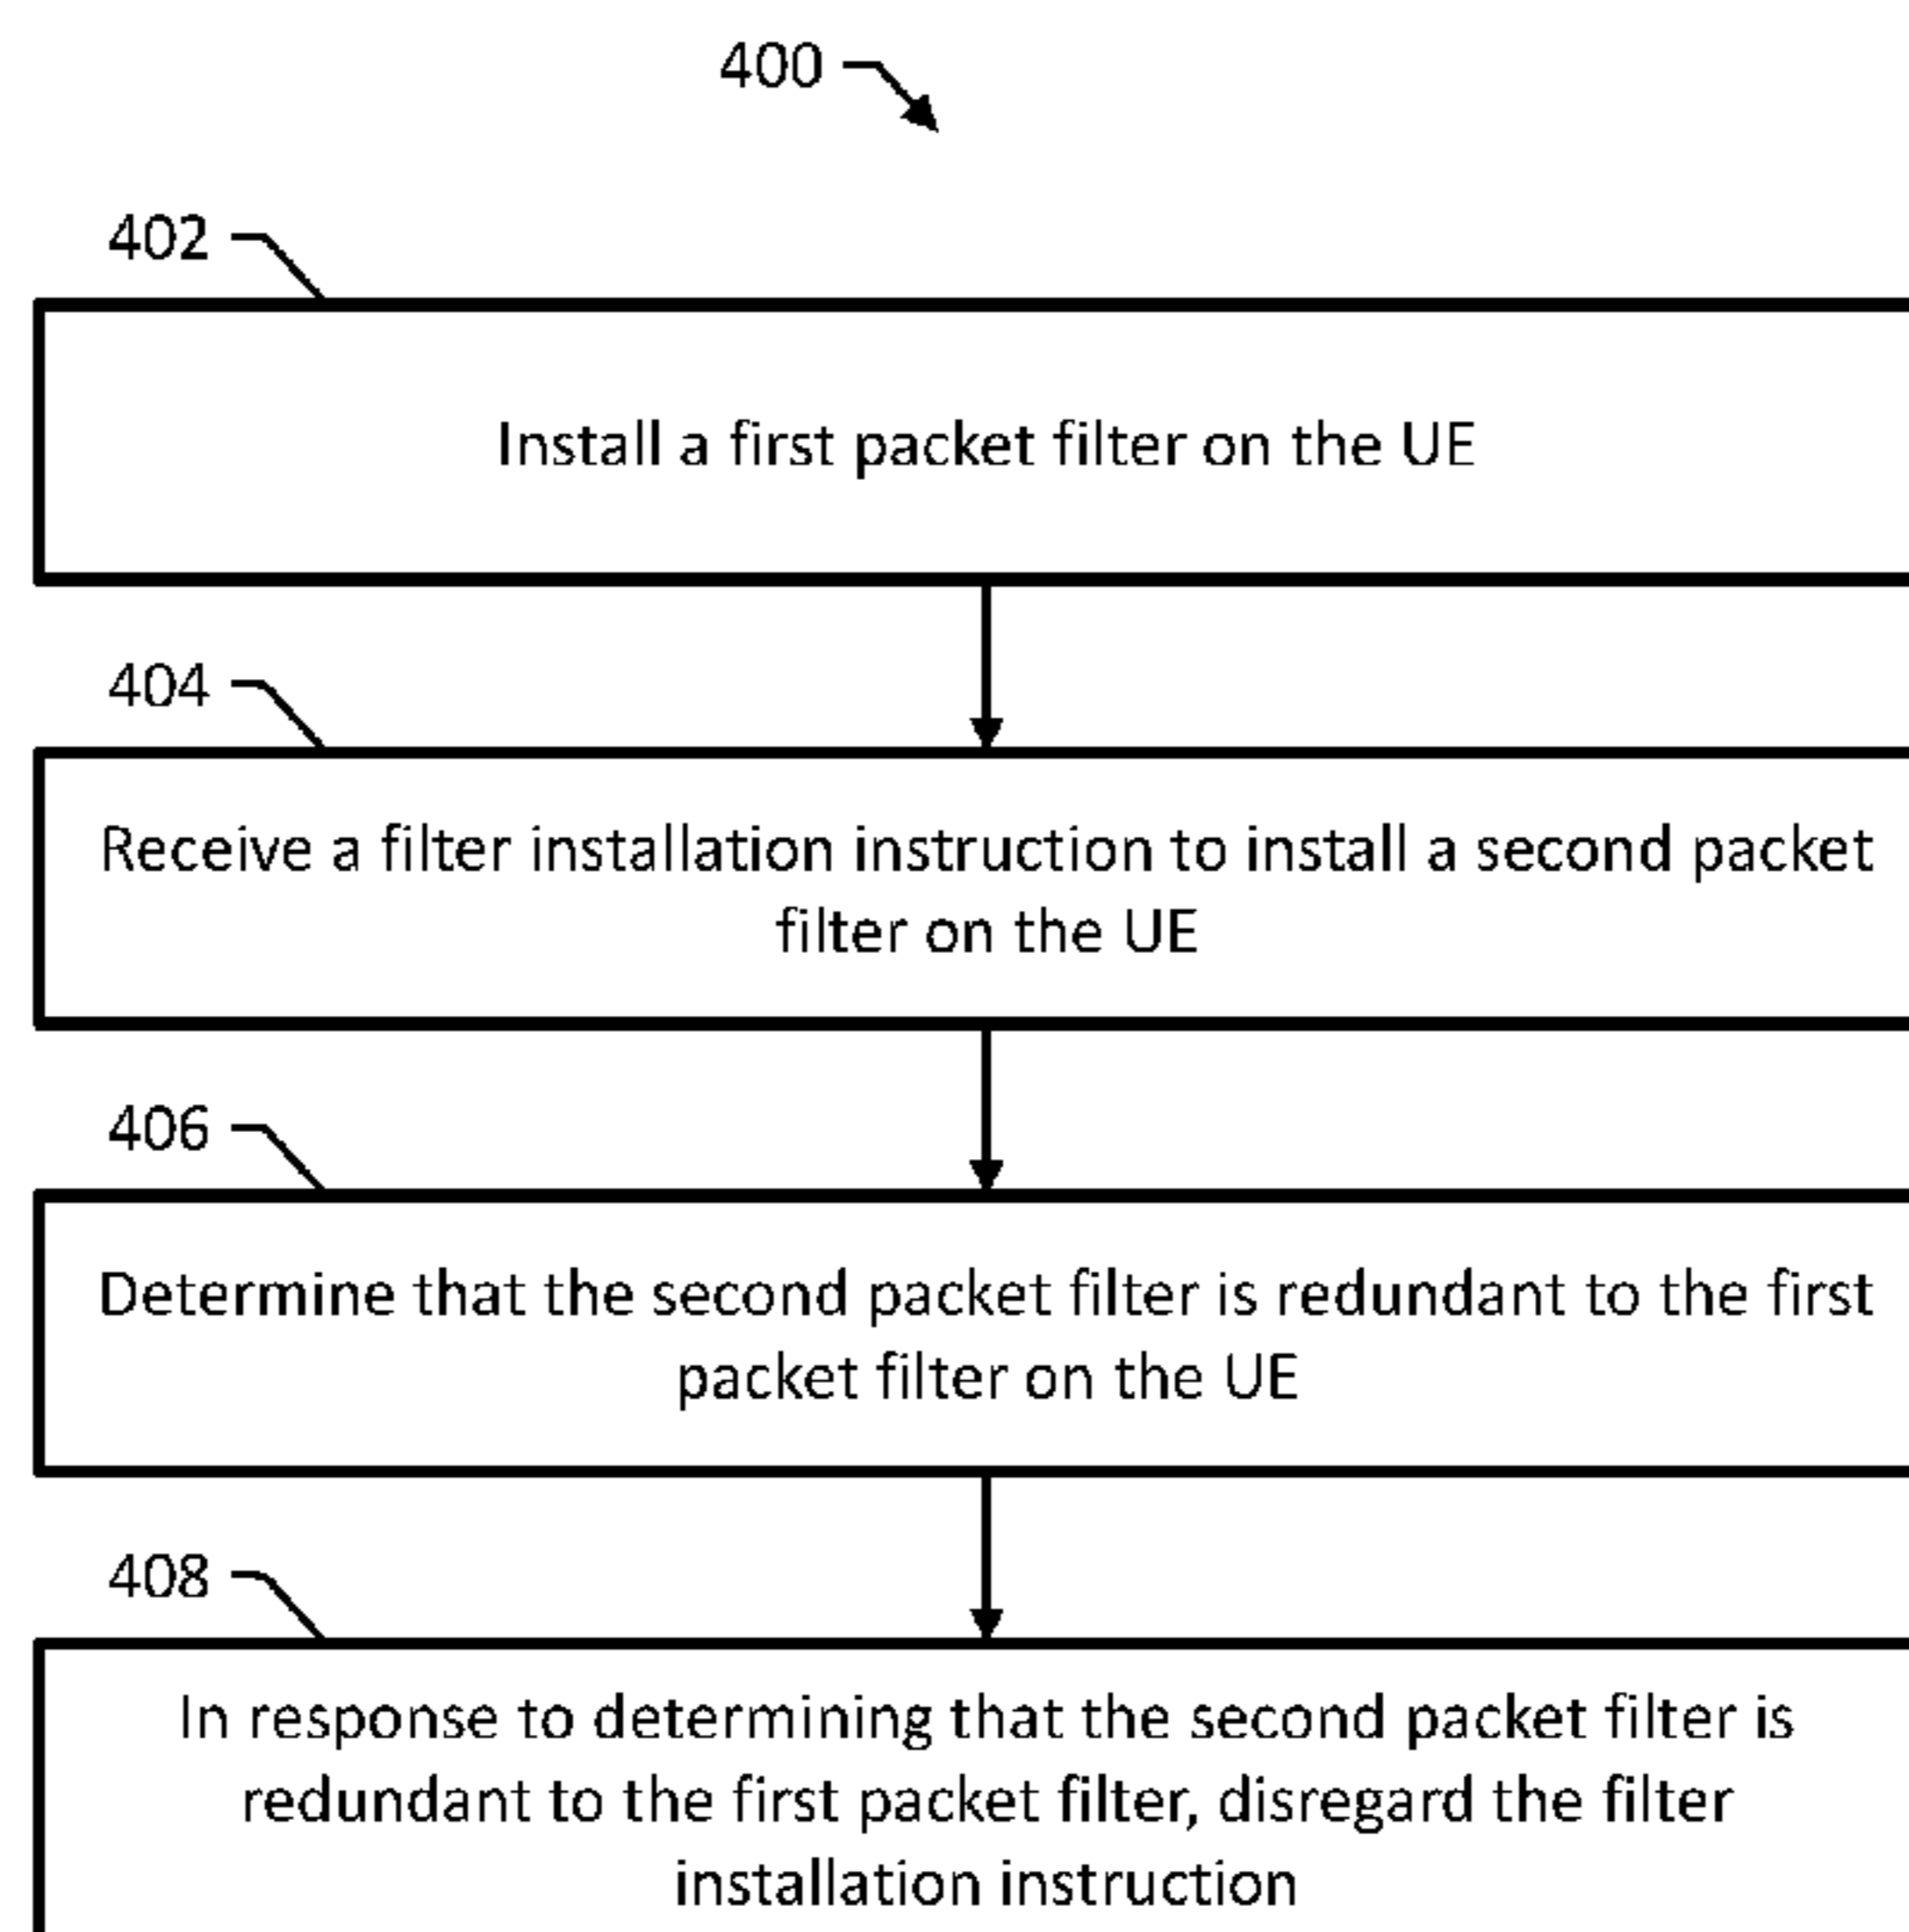 400
402
Install a first packet filter on the UE
404
Receive a filter installation instruction to install a second packet
filter on the UE
406
Determine that the second packet filter is redundant to the first
packet filter on the UE
408
In response to determining that the second packet filter is
redundant to the first packet filter, disregard the filter
installation instruction